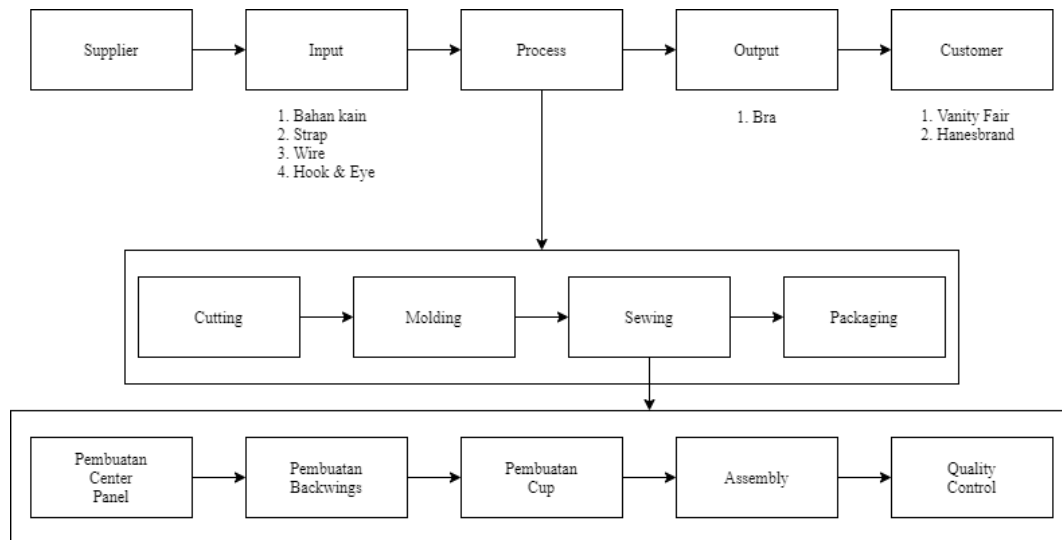 Supplier
Input
Process
Output
Customer
1. Bahan kain
2. Strap
3. Wire
4. Hook & Eye
1. Bra
1. Vanity Fair
2. Hanesbrand
Cutting
Molding
Sewing
Packaging
Pembuatan
Center
Panel
Pembuatan
Backwings
Pembuatan
Cup
Assembly
Quality
Control